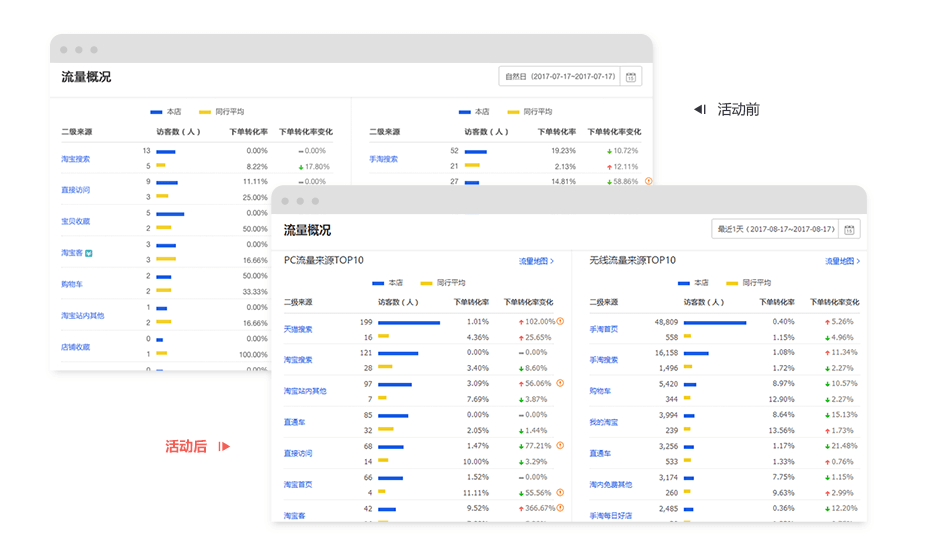 流量概况
自然日（2017-07-17~2017-07-17）
活动前
本店 同行平均
二级来源 访客数（人） 下单转化率 下单转化率变化
淘宝搜索
13 0.00% 0.00%
5 8.22% 17.80%
直接访问
9 11.11% 0.00%
3 25.00%
宝贝收藏
5 0.00%
2 50.00%
淘宝客
3 0.00%
3 16.66%
购物车
2 50.00%
2 33.33%
淘宝站内其他
1 0.00%
2 16.66%
店铺收藏
0 0.00%
1 100.00%
本店 同行平均
二级来源 访客数（人） 下单转化率 下单转化率变化
手淘搜索
52 19.23% 10.72%
21 2.13% 12.11%
27 14.81% 58.86%
活动后
流量概况
最近1天（2017-08-17~2017-08-17）
PC流量来源TOP10 流量地图>
本店 同行平均
二级来源 访客数（人） 下单转化率 下单转化率变化
天猫搜索
199 1.01% 102.00%
16 4.36% 25.65%
淘宝搜索
121 0.00% 0.00%
28 3.40% 8.60%
淘宝站内其他
97 3.09% 56.06%
7 7.69% 3.87%
直通车
85 0.00% 0.00%
32 2.05% 1.44%
直接访问
68 1.47% 77.21%
14 10.00% 3.29%
淘宝首页
66 1.52% 0.00%
4 11.11% 55.56%
淘宝客
42 9.52% 366.67%
无线流量来源TOP10 流量地图>
本店 同行平均
二级来源 访客数（人） 下单转化率 下单转化率变化
手淘首页
48,809 0.40% 5.26%
558 1.15% 4.96%
手淘搜索
16,158 1.08% 11.34%
1,496 1.72% 2.27%
购物车
5,420 8.97% 10.57%
344 12.90% 2.27%
我的淘宝
3,994 8.64% 15.13%
239 13.56% 1.73%
直通车
3,256 1.17% 21.48%
533 1.33% 0.76%
淘内免费其他
3,174 7.75% 1.15%
260 9.63% 2.99%
手淘每日好店
2,485 0.36% 12.20%